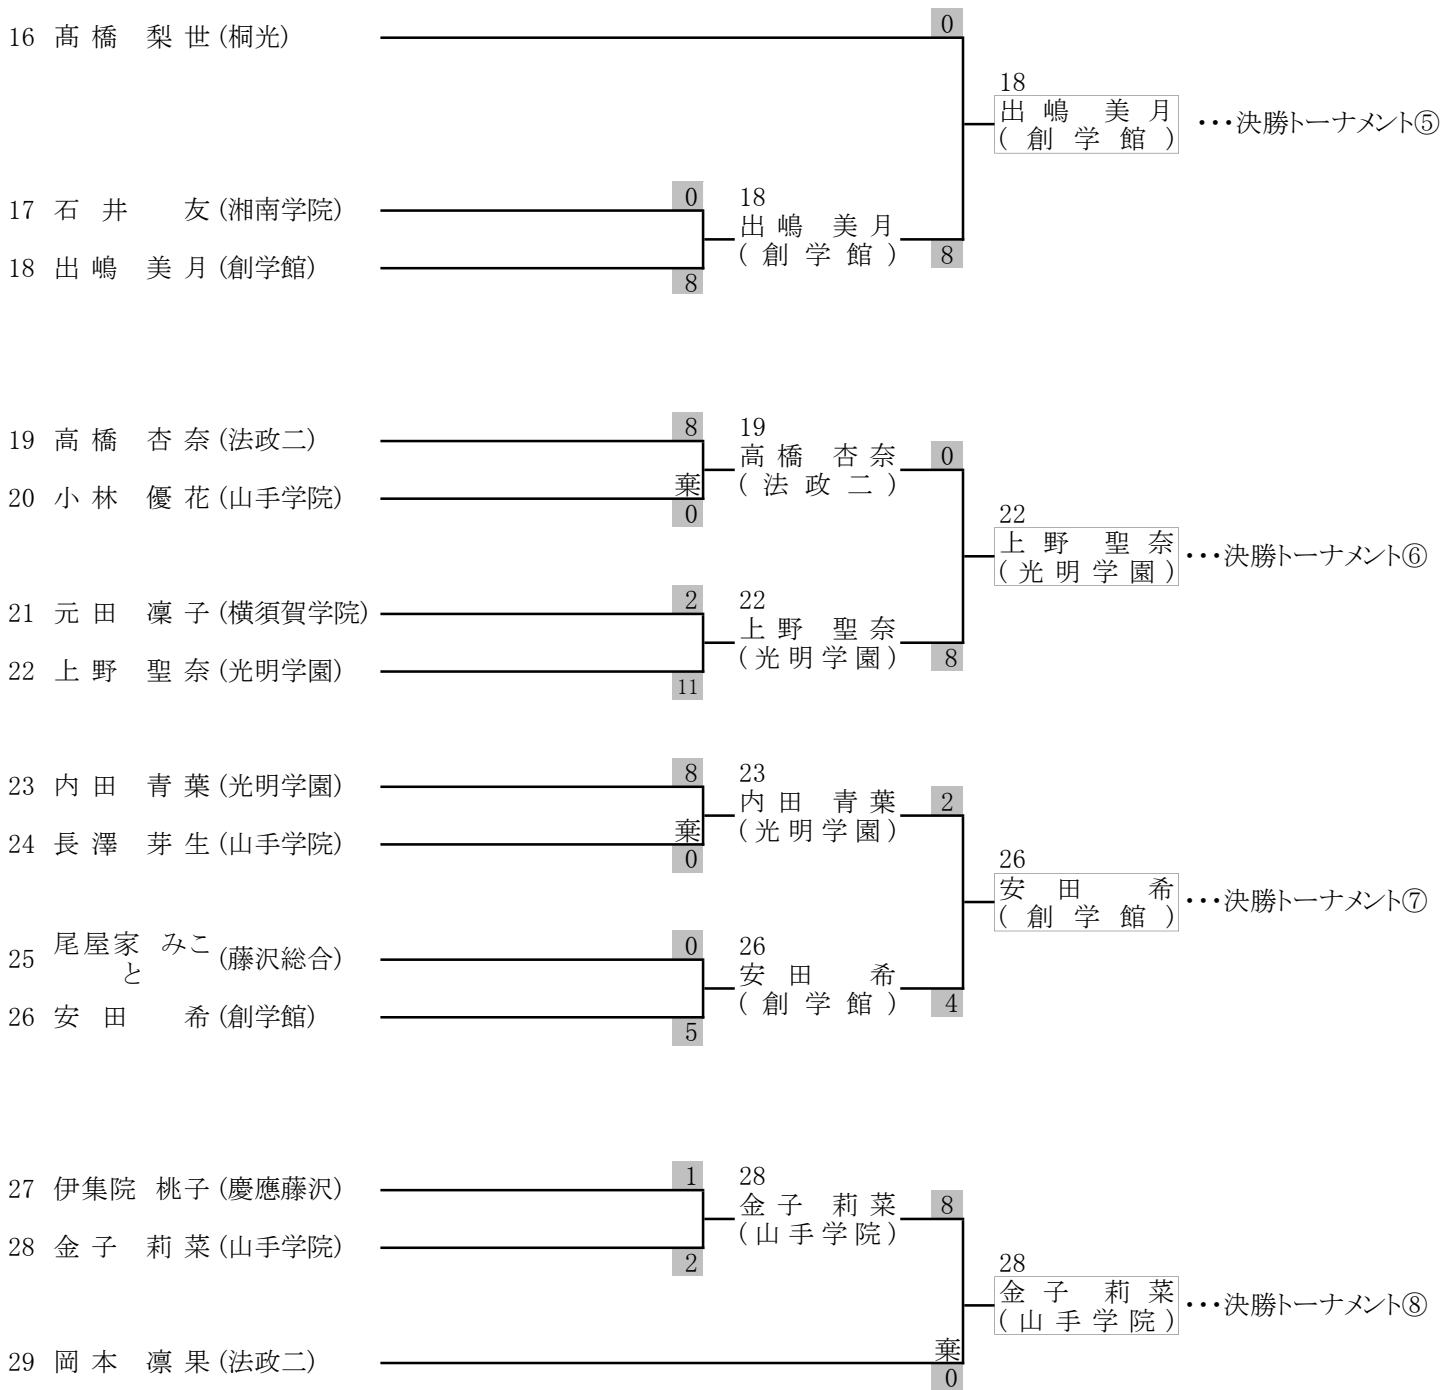 0
16 髙橋 梨世 (桐光)
18
出嶋 美月
(創学館)
・・・決勝トーナメント⑤
0
17 石井 友 (湘南学院)
18
出嶋 美月
(創学館)
8
18 出嶋 美月 (創学館)
8
8
19 高橋 杏奈 (法政二)
19
高橋 杏奈
(法政二)
0
20 小林 優花 (山手学院)
棄
0
22
上野 聖奈
(光明学園)
・・・決勝トーナメント⑥
2
21 元田 凜子 (横須賀学院)
22
上野 聖奈
(光明学園)
8
22 上野 聖奈 (光明学園)
11
8
23 内田 青葉 (光明学園)
23
内田 青葉
(光明学園)
2
24 長澤 芽生 (山手学院)
棄
0
26
安田 希
(創学館)
・・・決勝トーナメント⑦
0
25 尾屋家 みこ
と
(藤沢総合)
26
安田 希
(創学館)
4
26 安田 希 (創学館)
5
1
27 伊集院 桃子 (慶應藤沢)
28
金子 莉菜
(山手学院)
8
28 金子 莉菜 (山手学院)
2
28
金子 莉菜
(山手学院)
・・・決勝トーナメント⑧
棄
29 岡本 凛果 (法政二)
0